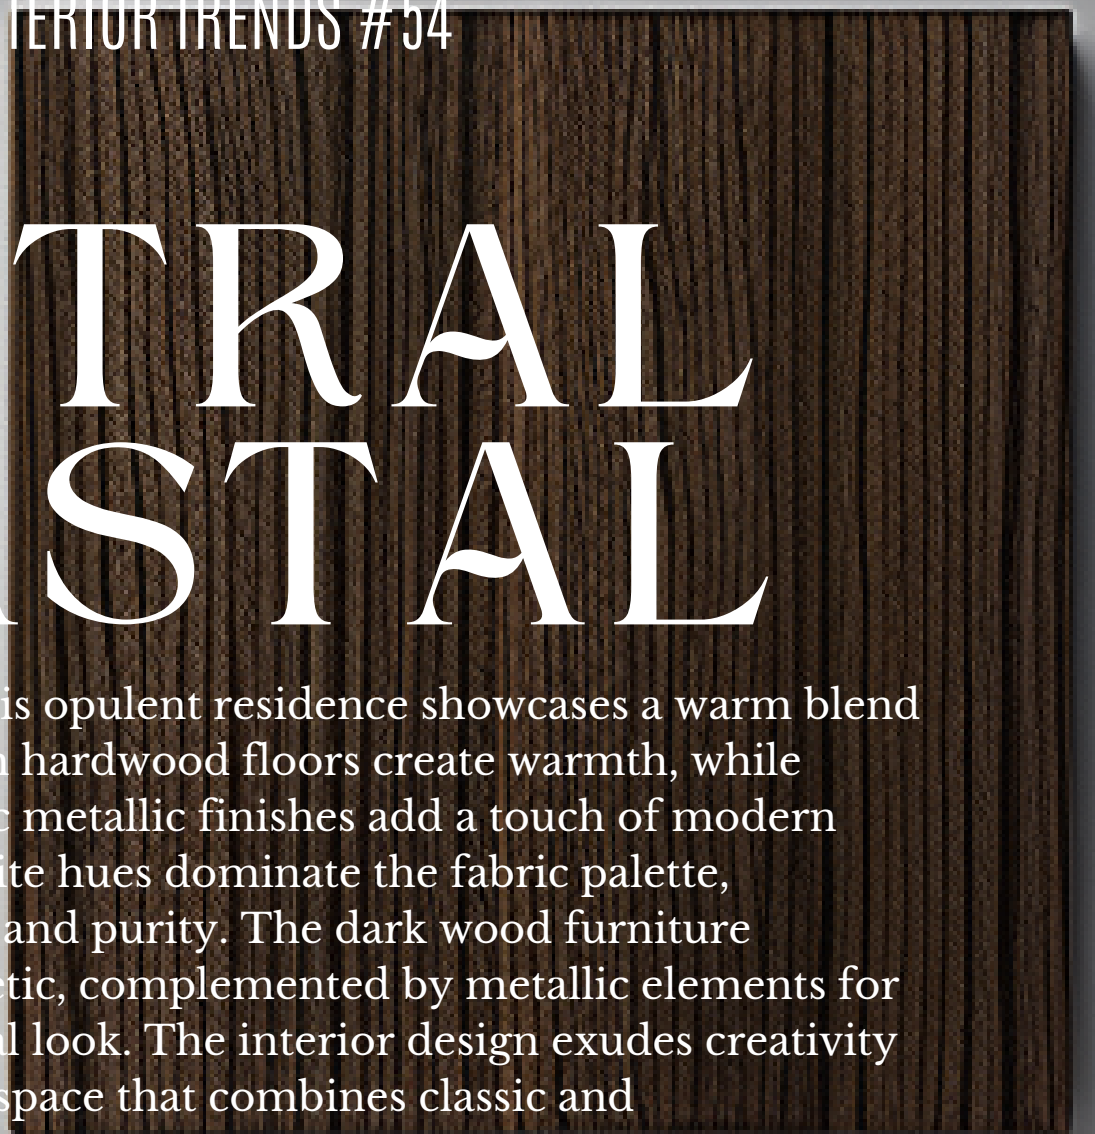 TERIOR TRENDS #54
TRAL
STAL
is opulent residence showcases a warm blend
hardwood floors create warmth, while
metallic finishes add a touch of modern
ite hues dominate the fabric palette,
and purity. The dark wood furniture
etic, complemented by metallic elements for
al look. The interior design exudes creativity
space that combines classic and